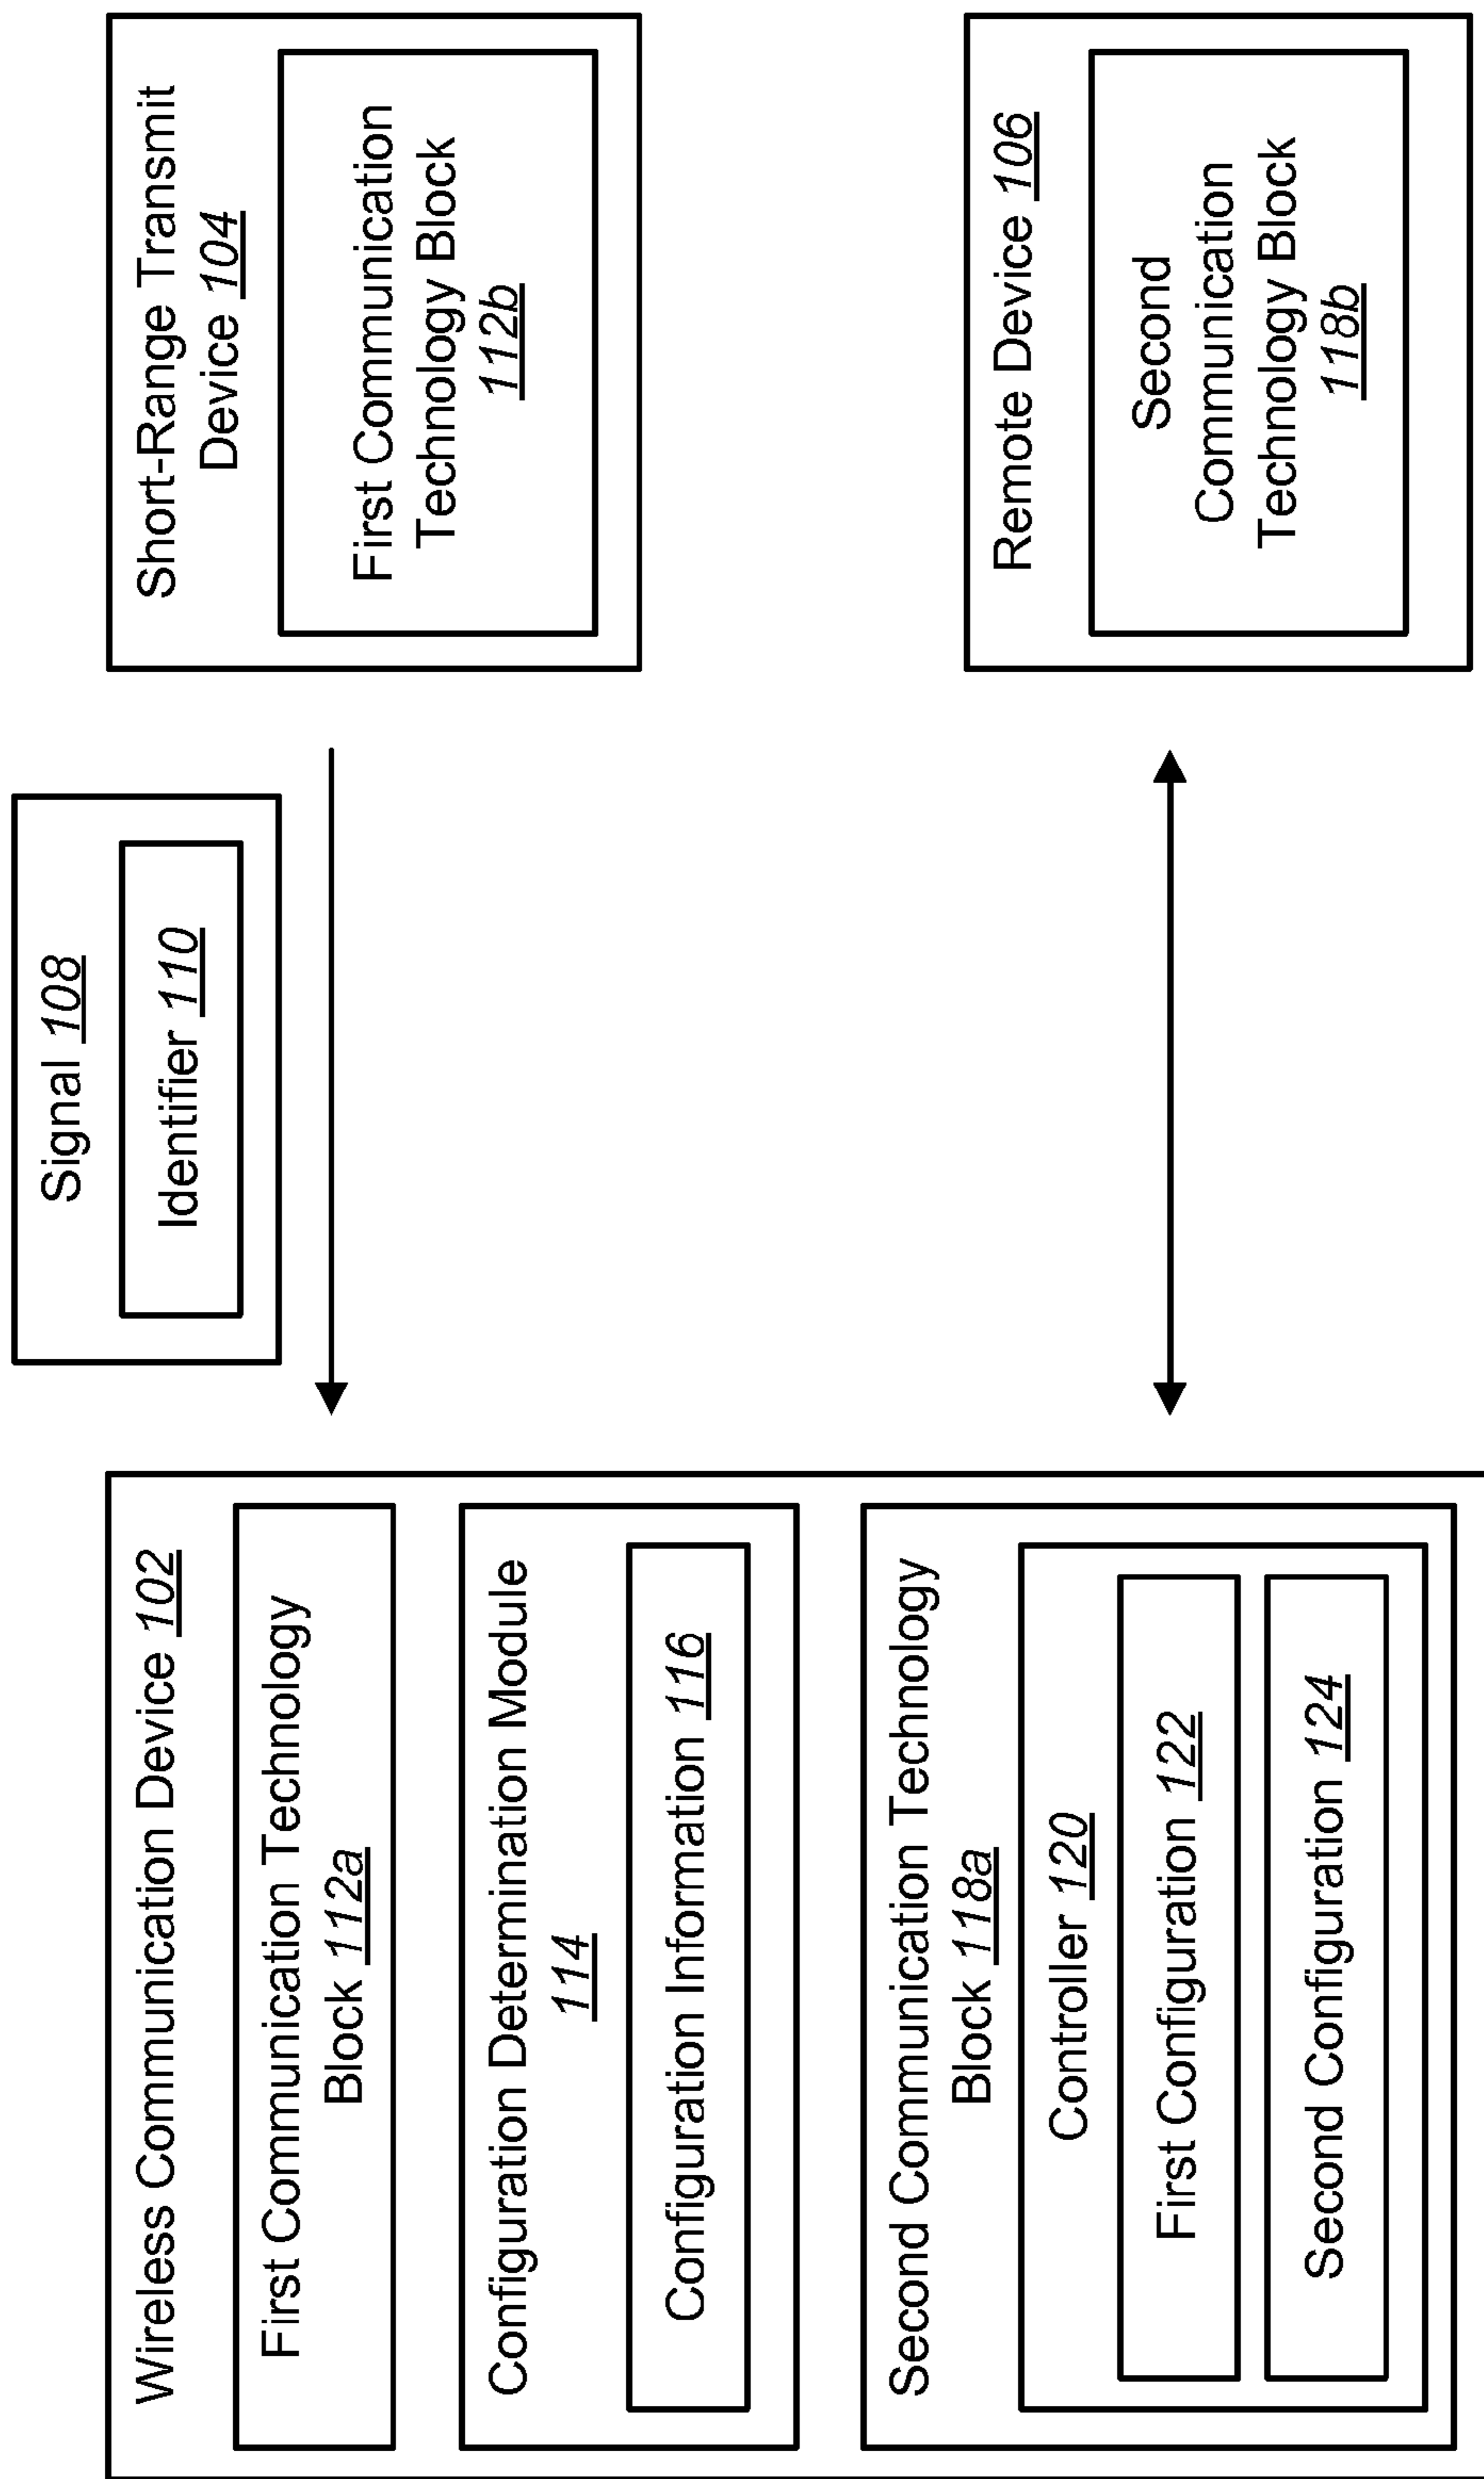 Wireless Communication Device 102
First Communication Technology
Block 112a
Configuration Determination Module
114
Configuration Information 116
Second Communication Technology
Block 118a
Controller 120
First Configuration 122
Second Configuration 124
Signal 108
Identifier 110
Short-Range Transmit
Device 104
First Communication
Technology Block
112b
Remote Device 106
Second
Communication
Technology Block
118b